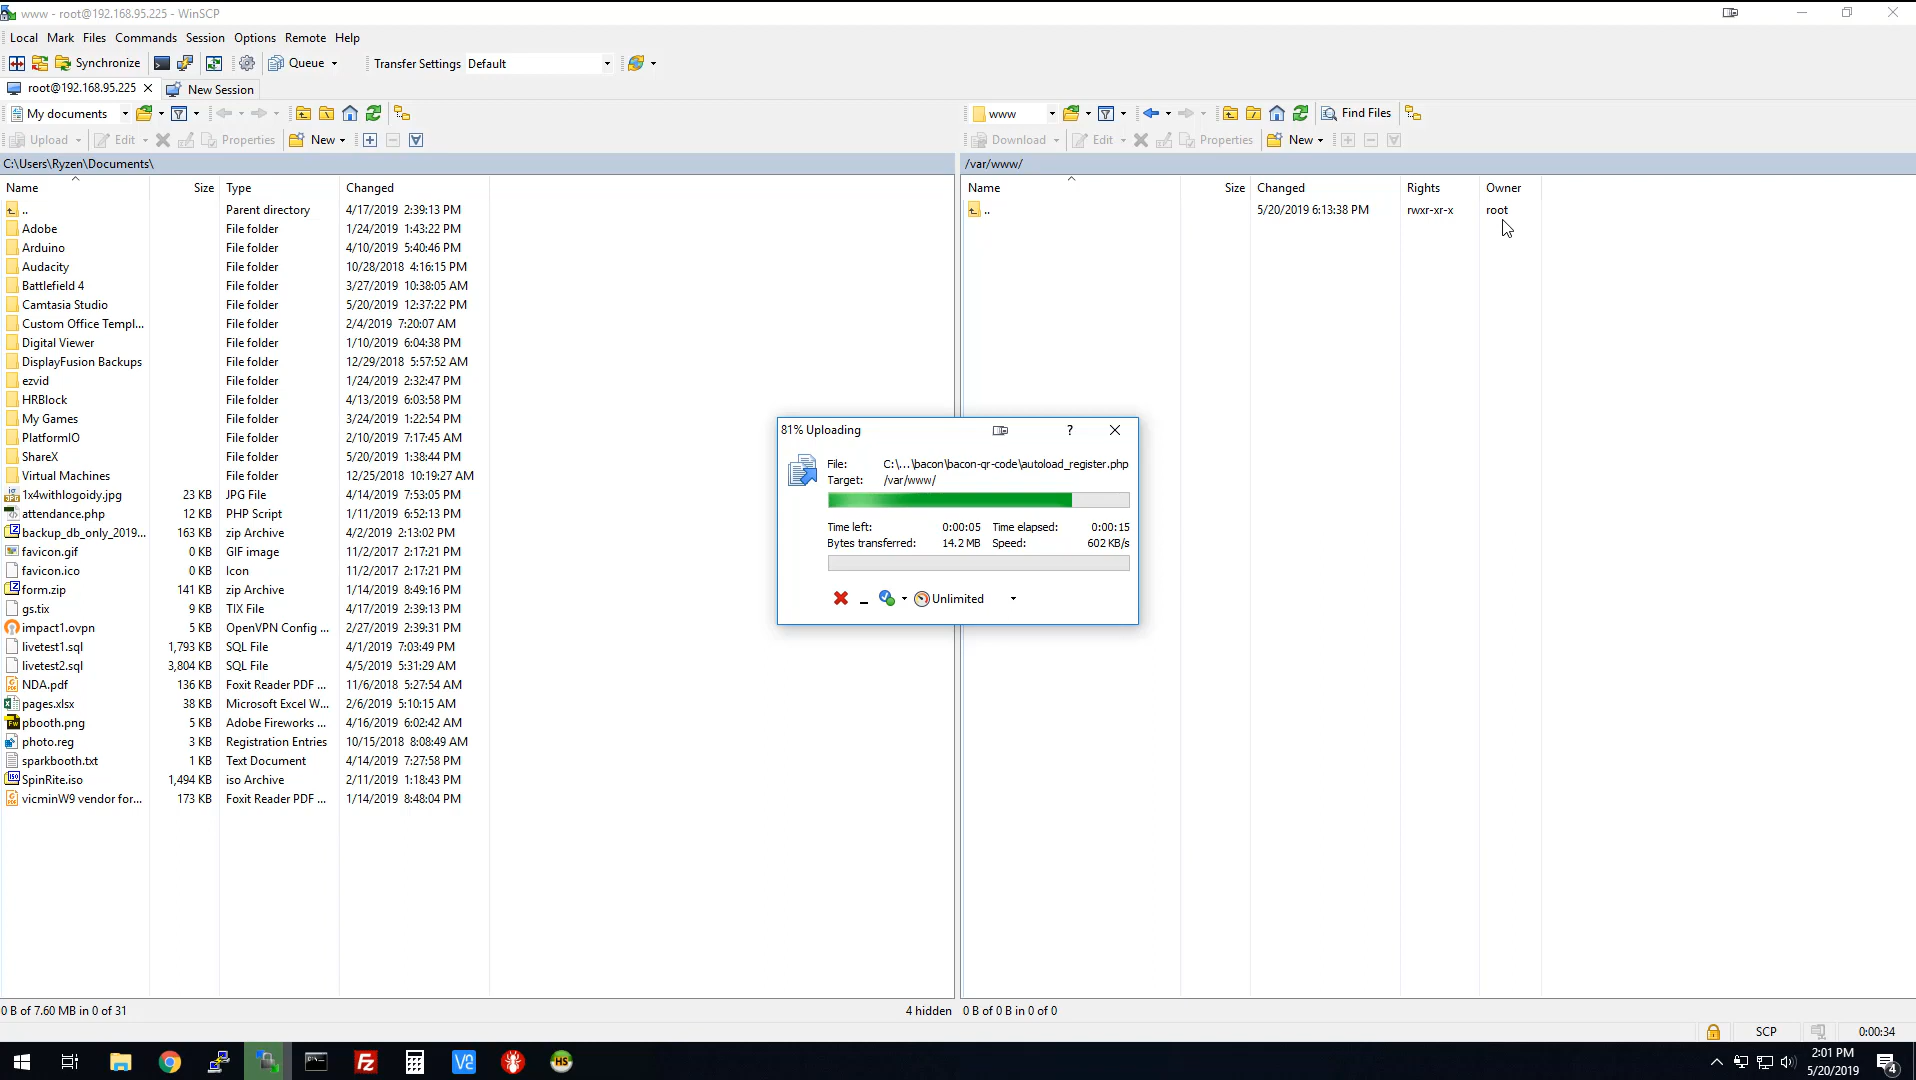 www - root@192.168.95.225 - WinSCP
Local Mark Files Commands Session Options Remote Help
Synchronize Queue Transfer Settings Default
root@192.168.95.225 New Session
My documents www Find Files
Upload Edit Properties New Download Edit Properties New
C:\Users\Ryzen\Documents\ /var/www/
Name Size Type Changed Name Size Changed Rights Owner
.. Parent directory 4/17/2019 2:39:13 PM .. 5/20/2019 6:13:38 PM rwxr-xr-x root
Adobe File folder 1/24/2019 1:43:22 PM
Arduino File folder 4/10/2019 5:40:46 PM
Audacity File folder 10/28/2018 4:16:15 PM
Battlefield 4 File folder 3/27/2019 10:38:05 AM
Camtasia Studio File folder 5/20/2019 12:37:22 PM
Custom Office Templ... File folder 2/4/2019 7:20:07 AM
Digital Viewer File folder 1/10/2019 6:04:38 PM
DisplayFusion Backups File folder 12/29/2018 5:57:52 AM
ezvid File folder 1/24/2019 2:32:47 PM
HRBlock File folder 4/13/2019 6:03:58 PM
My Games File folder 3/24/2019 1:22:54 PM
PlatformIO File folder 2/10/2019 7:17:45 AM
ShareX File folder 5/20/2019 1:38:44 PM
Virtual Machines File folder 12/25/2018 10:19:27 AM
1x4withlogoidy.jpg 23 KB JPG File 4/14/2019 7:53:05 PM
attendance.php 12 KB PHP Script 1/11/2019 6:52:13 PM
backup_db_only_2019... 163 KB zip Archive 4/2/2019 2:13:02 PM
favicon.gif 0 KB GIF image 11/2/2017 2:17:21 PM
favicon.ico 0 KB Icon 11/2/2017 2:17:21 PM
form.zip 141 KB zip Archive 1/14/2019 8:49:16 PM
gs.tix 9 KB TIX File 4/17/2019 2:39:13 PM
impact1.ovpn 5 KB OpenVPN Config ... 2/27/2019 2:39:31 PM
livetest1.sql 1,793 KB SQL File 4/1/2019 7:03:49 PM
livetest2.sql 3,804 KB SQL File 4/5/2019 5:31:29 AM
NDA.pdf 136 KB Foxit Reader PDF ... 11/6/2018 5:27:54 AM
pages.xlsx 38 KB Microsoft Excel W... 2/6/2019 5:10:15 AM
pbooth.png 5 KB Adobe Fireworks ... 4/16/2019 6:02:42 AM
photo.reg 3 KB Registration Entries 10/15/2018 8:08:49 AM
sparkbooth.txt 1 KB Text Document 4/14/2019 7:27:58 PM
SpinRite.iso 1,494 KB iso Archive 2/11/2019 1:18:43 PM
vicminW9 vendor for... 173 KB Foxit Reader PDF ... 1/14/2019 8:48:04 PM
81% Uploading ?
File: C:\...\bacon\bacon-qr-code\autoload_register.php
Target: /var/www/
Time left: 0:00:05 Time elapsed: 0:00:15
Bytes transferred: 14.2 MB Speed: 602 KB/s
Unlimited
0 B of 7.60 MB in 0 of 31 4 hidden 0 B of 0 B in 0 of 0
SCP 0:00:34
2:01 PM
5/20/2019
4